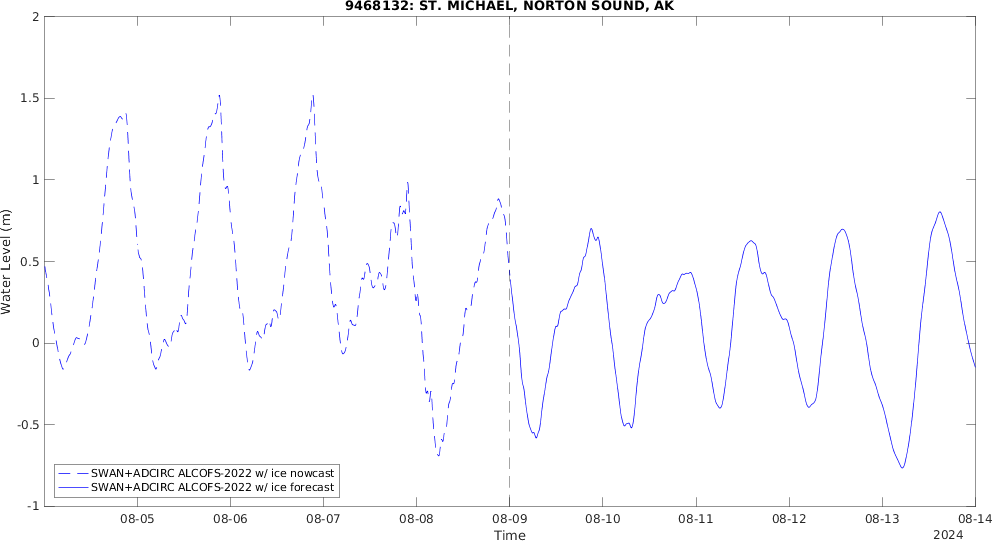 9468132: ST. MICHAEL, NORTON SOUND, AK
2
1.5
1
0.5
0
-0.5
-1
Water Level (m)
SWAN+ADCIRC ALCOFS-2022 w/ ice nowcast
SWAN+ADCIRC ALCOFS-2022 w/ ice forecast
08-05 08-06 08-07 08-08 08-09 08-10 08-11 08-12 08-13 08-14
Time
2024